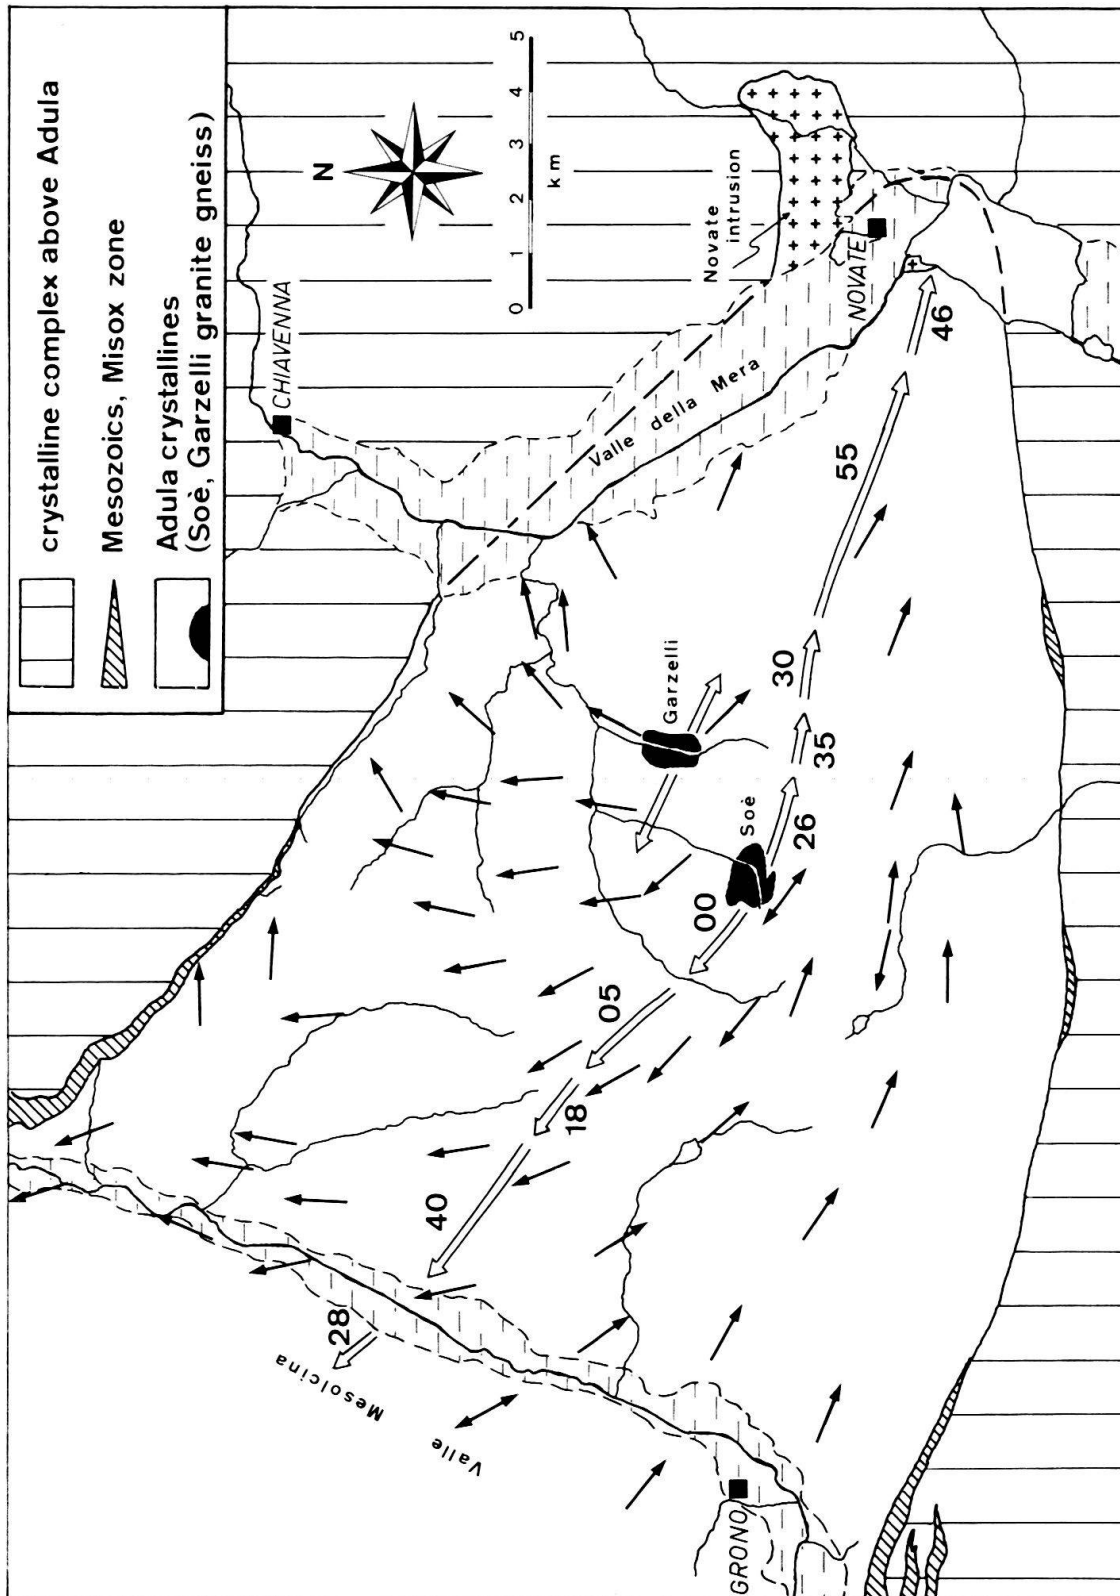 crystalline complex above Adula
Mesozoics, Misox zone
Adula crystallines
(Soè, Garzelli granite gneiss)
N
0 1 2 3 4 5
km
CHIAVENNA
Novate
intrusion
NOVATE
Valle della Mera
Garzelli
Soè
28
40
18
05
00
26
35
30
55
46
Valle Mesolcina
GRONO